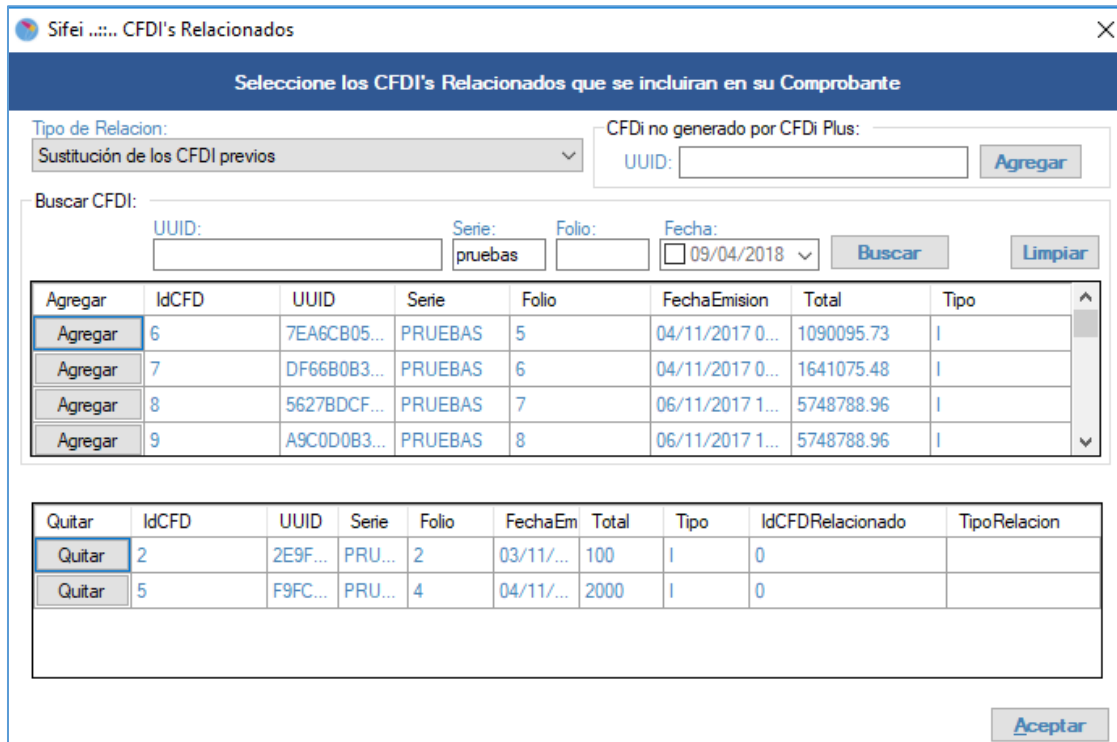 Sifei ..::.. CFDI's Relacionados
Seleccione los CFDI's Relacionados que se incluiran en su Comprobante
Tipo de Relacion:
Sustitución de los CFDI previos
CFDi no generado por CFDi Plus:
UUID:
Agregar
Buscar CFDI:
UUID: Serie: Folio: Fecha:
pruebas 09/04/2018 Buscar Limpiar
Agregar IdCFD UUID Serie Folio FechaEmision Total Tipo
Agregar 6 7EA6CB05... PRUEBAS 5 04/11/2017 0... 1090095.73 I
Agregar 7 DF66B0B3... PRUEBAS 6 04/11/2017 0... 1641075.48 I
Agregar 8 5627BDCF... PRUEBAS 7 06/11/2017 1... 5748788.96 I
Agregar 9 A9C0D0B3... PRUEBAS 8 06/11/2017 1... 5748788.96 I
Quitar IdCFD UUID Serie Folio FechaEm Total Tipo IdCFDRelacionado TipoRelacion
Quitar 2 2E9F... PRU... 2 03/11/... 100 I 0
Quitar 5 F9FC... PRU... 4 04/11/... 2000 I 0
Aceptar